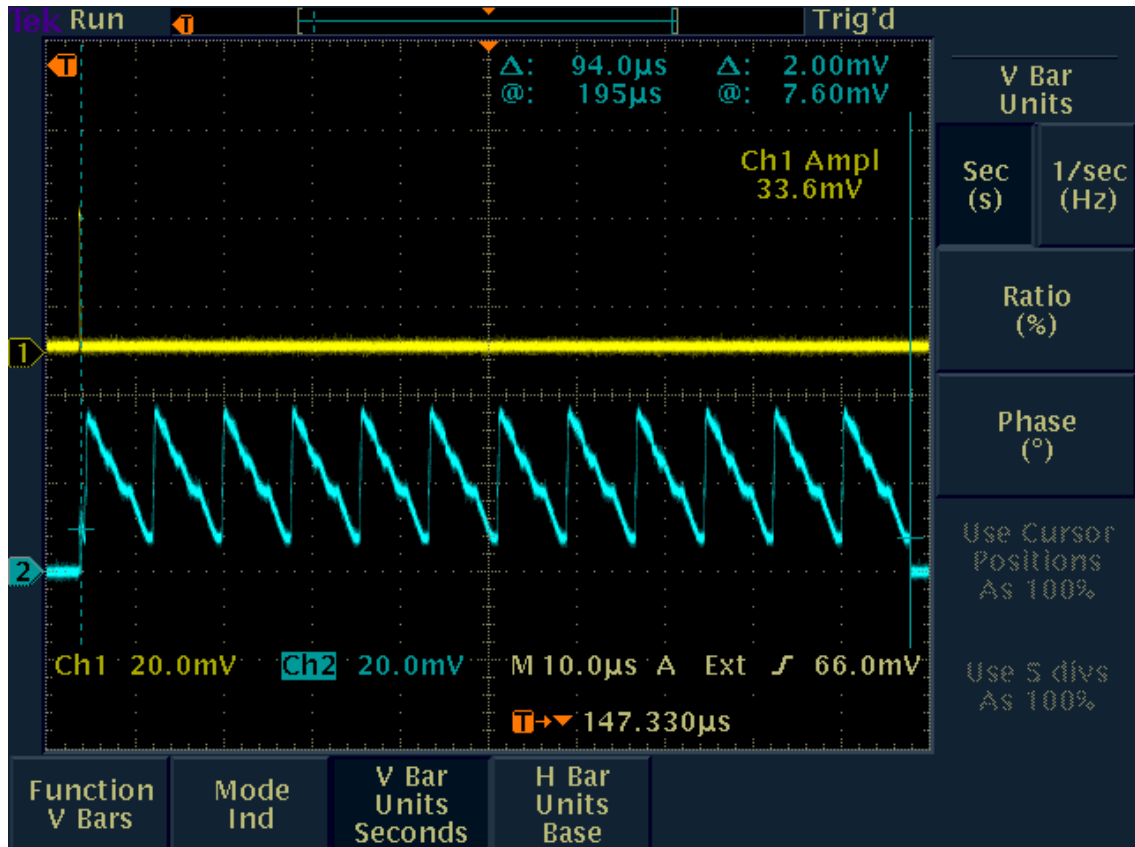 Tek Run Trig'd
T
T
Δ: 94.0µs Δ: 2.00mV
@: 195µs @: 7.60mV
Ch1 Ampl
33.6mV
1
2
Ch1 20.0mV Ch2 20.0mV M 10.0µs A Ext ƒ 66.0mV
T→▼ 147.330µs
V Bar
Units
Sec
(s)
1/sec
(Hz)
Ratio
(%)
Phase
(°)
Use Cursor
Positions
As 100%
Use 5 divs
As 100%
Function
V Bars
Mode
Ind
V Bar
Units
Seconds
H Bar
Units
Base